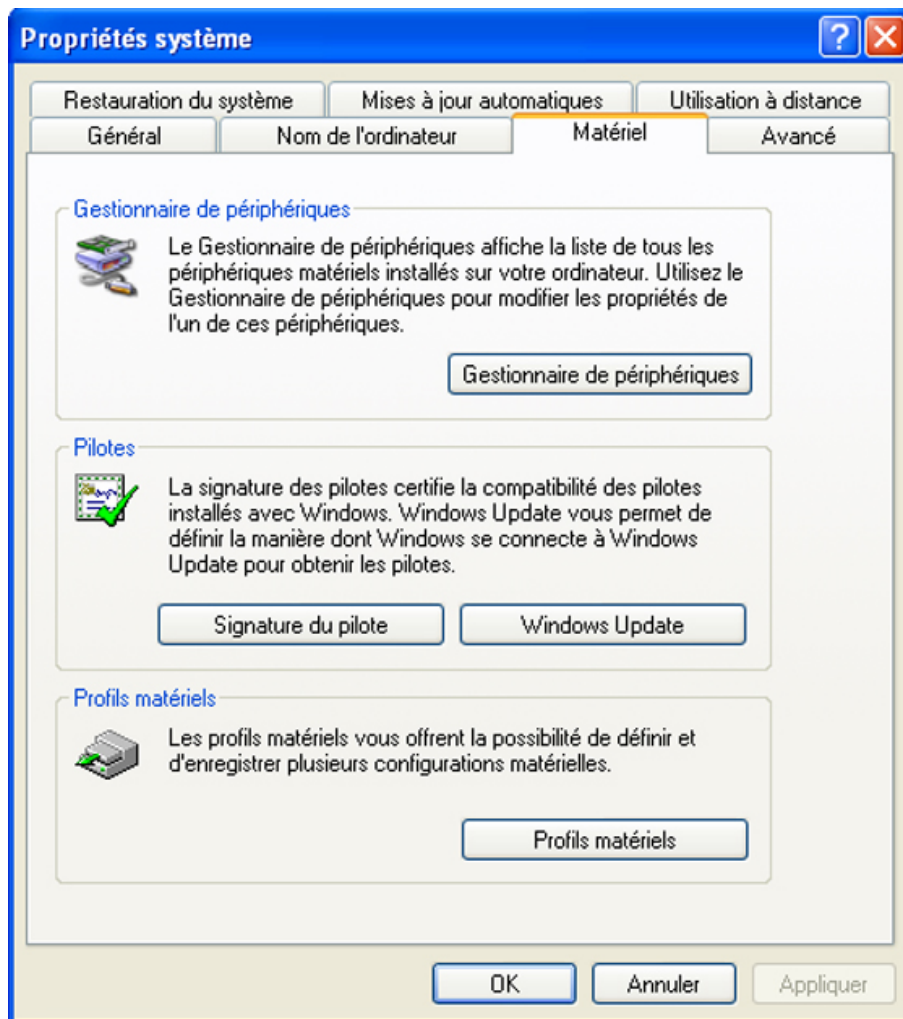 Propriétés système
Restauration du système
Mises à jour automatiques
Utilisation à distance
Général
Nom de l'ordinateur
Matériel
Avancé
Gestionnaire de périphériques
Le Gestionnaire de périphériques affiche la liste de tous les
périphériques matériels installés sur votre ordinateur. Utilisez le
Gestionnaire de périphériques pour modifier les propriétés de
l'un de ces périphériques.
Gestionnaire de périphériques
Pilotes
La signature des pilotes certifie la compatibilité des pilotes
installés avec Windows. Windows Update vous permet de
définir la manière dont Windows se connecte à Windows
Update pour obtenir les pilotes.
Signature du pilote
Windows Update
Profils matériels
Les profils matériels vous offrent la possibilité de définir et
d'enregistrer plusieurs configurations matérielles.
Profils matériels
OK
Annuler
Appliquer